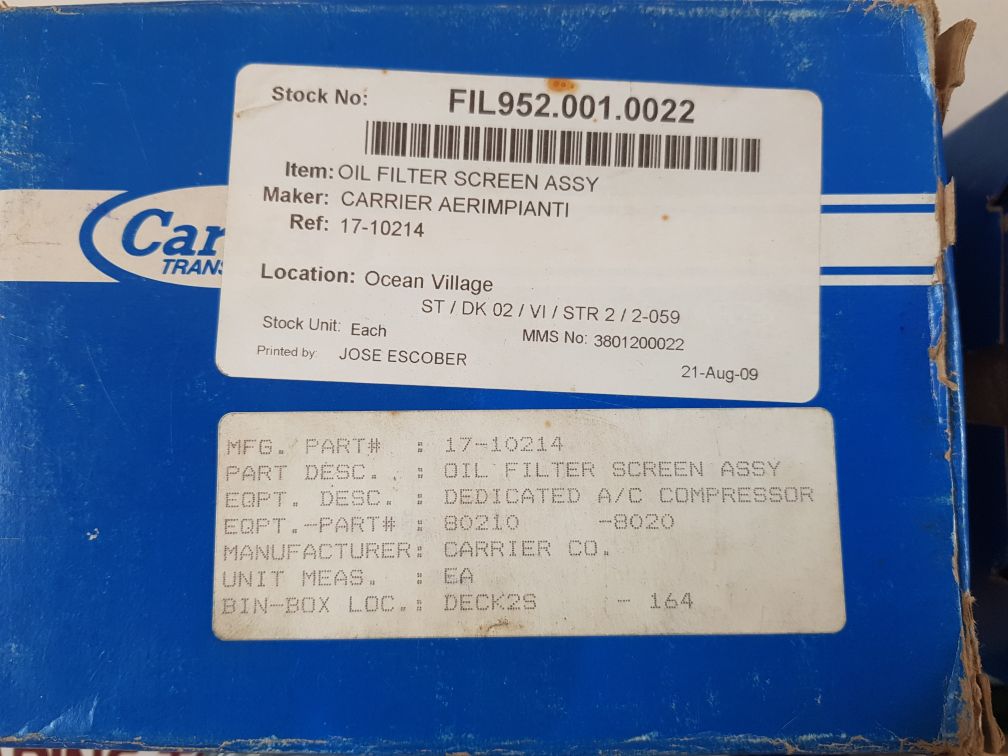 Stock No: FIL952.001.0022
Item: OIL FILTER SCREEN ASSY
Maker: CARRIER AERIMPIANTI
Ref: 17-10214
Location: Ocean Village
ST / DK 02 / VI / STR 2 / 2-059
Stock Unit: Each MMS No: 3801200022
Printed by: JOSE ESCOBER 21-Aug-09
Car
TRANS
MFG. PART# : 17-10214
PART DESC. : OIL FILTER SCREEN ASSY
EQPT. DESC. : DEDICATED A/C COMPRESSOR
EQPT.-PART# : 80210 -8020
MANUFACTURER: CARRIER CO.
UNIT MEAS. : EA
BIN-BOX LOC.: DECK2S - 164